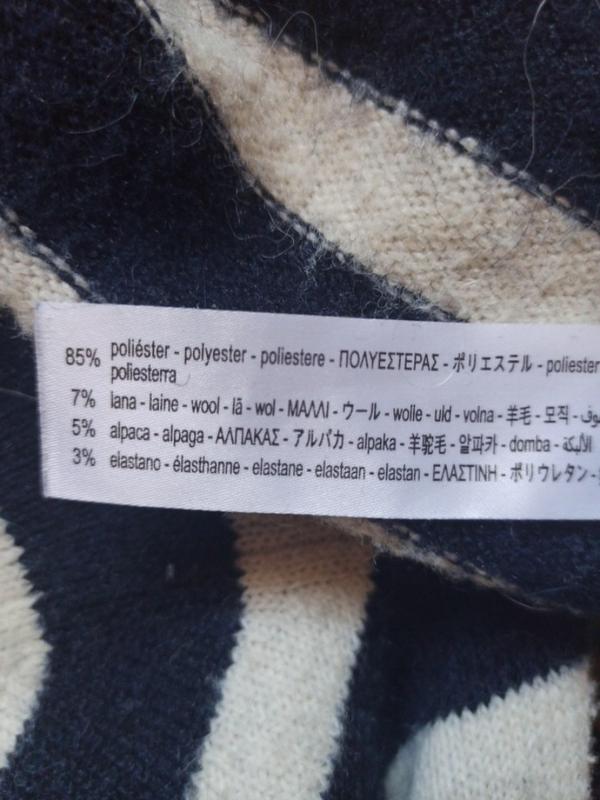 85% poliéster - polyester - poliestere - ΠΟΛΥΕΣΤΕΡΑΣ - ポリエステル - poliester
poliesterra
7% lana - laine - wool - lã - wol - ΜΑΛΛΙ - ウール - wolle - uld - volna - 羊毛 - 모직 -
5% alpaca - alpaga - ΑΛΠΑΚΑΣ - アルパカ - alpaka - 羊驼毛 - 알파카 - domba - الألبكة
3% elastano - élasthanne - elastane - elastaan - elastan - ΕΛΑΣΤΙΝΗ - ポリウレタン -